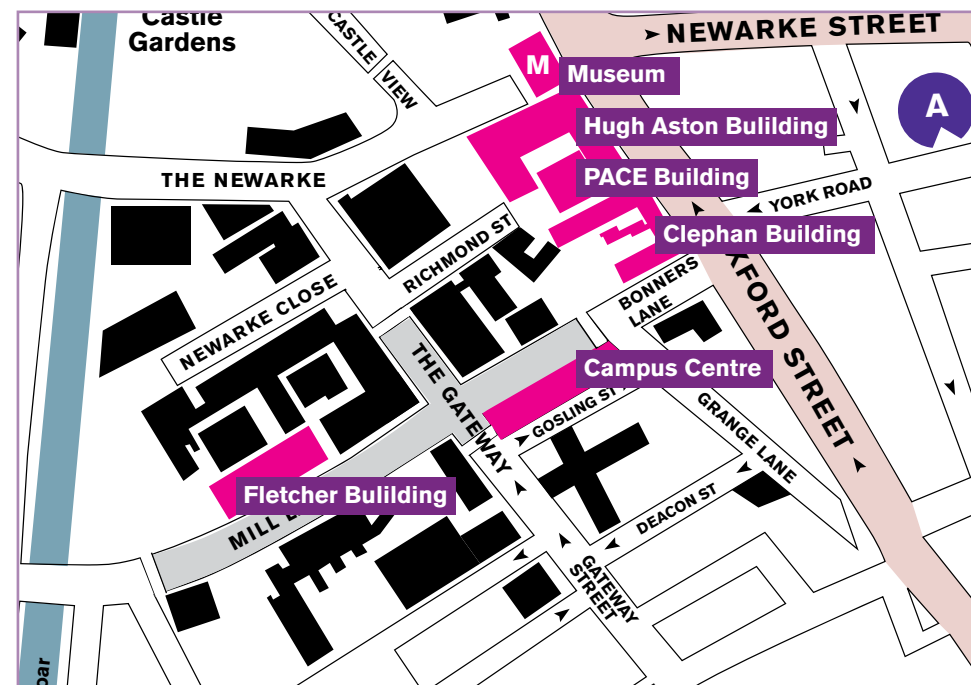 Castle
Gardens
CASTLE
VIEW
NEWARKE STREET
M
Museum
A
Hugh Aston Bulilding
THE NEWARKE
PACE Building
YORK ROAD
Clephan Building
RICHMOND ST
BONNERS
LANE
NEWARKE CLOSE
XFORD STREET
THE GATEWAY
Campus Centre
GOSLING ST
GRANGE LANE
Fletcher Bulilding
MILL
DEACON ST
GATEWAY
STREET
oar